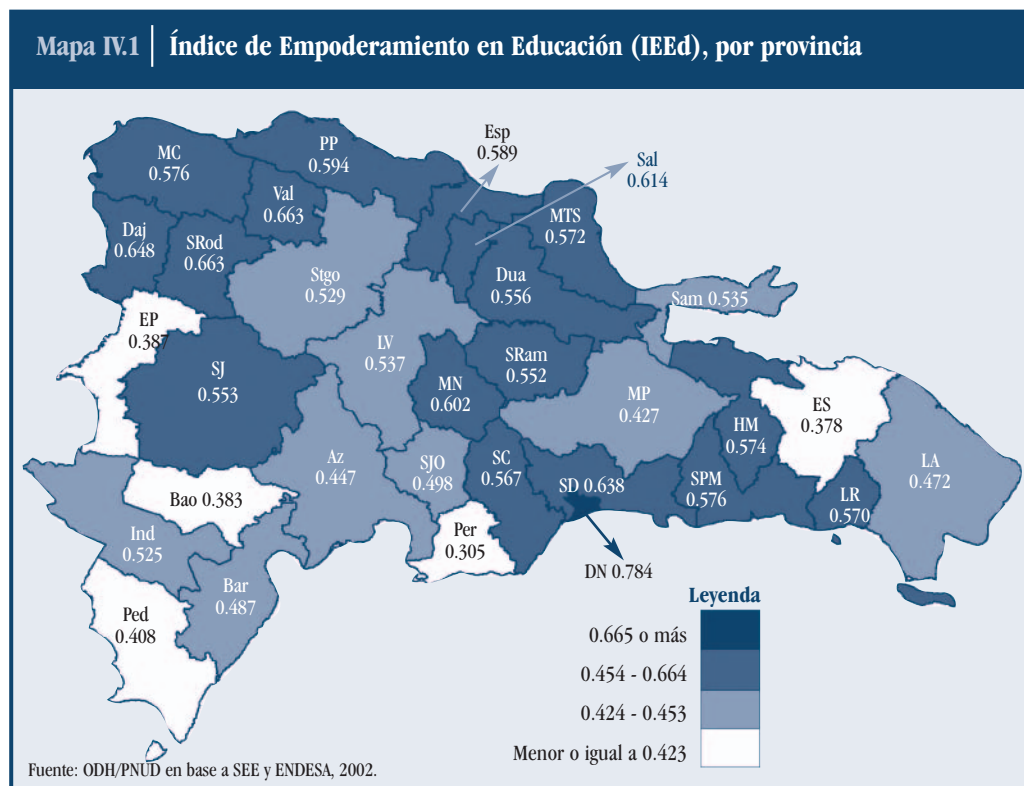 Mapa IV.1 | Índice de Empoderamiento en Educación (IEEd), por provincia
MC
0.576
PP
0.594
Esp
0.589
Sal
0.614
Val
0.663
MTS
0.572
Daj
0.648
SRod
0.663
Stgo
0.529
Dua
0.556
Sam 0.535
EP
0.387
SJ
0.553
LV
0.537
MN
0.602
SRam
0.552
MP
0.427
ES
0.378
HM
0.574
LA
0.472
Az
0.447
SJO
0.498
SC
0.567
SD 0.638
SPM
0.576
LR
0.570
Bao 0.383
Ind
0.525
Per
0.305
DN 0.784
Bar
0.487
Ped
0.408
Leyenda
0.665 o más
0.454 - 0.664
0.424 - 0.453
Menor o igual a 0.423
Fuente: ODH/PNUD en base a SEE y ENDESA, 2002.